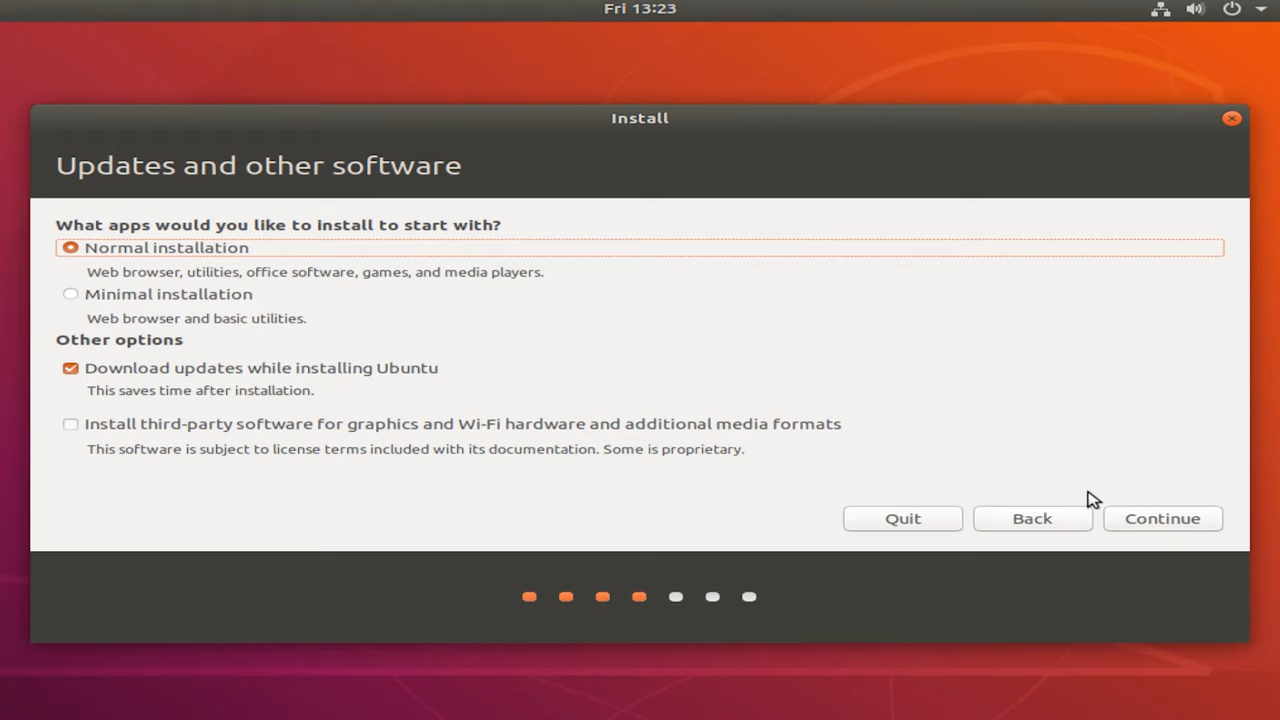 Fri 13:23
Install
Updates and other software
What apps would you like to install to start with?
Normal installation
Web browser, utilities, office software, games, and media players.
Minimal installation
Web browser and basic utilities.
Other options
Download updates while installing Ubuntu
This saves time after installation.
Install third-party software for graphics and Wi-Fi hardware and additional media formats
This software is subject to license terms included with its documentation. Some is proprietary.
Quit Back Continue